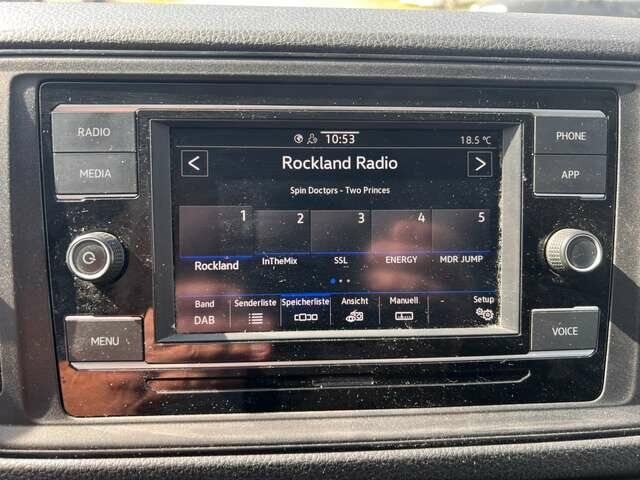 RADIO
MEDIA
MENU
10:53
18.5 °C
< Rockland Radio >
Spin Doctors - Two Princes
1 2 3 4 5
Rockland InTheMix SSL ENERGY MDR JUMP
Band Senderliste Speicherliste Ansicht Manuell Setup
DAB
PHONE
APP
VOICE